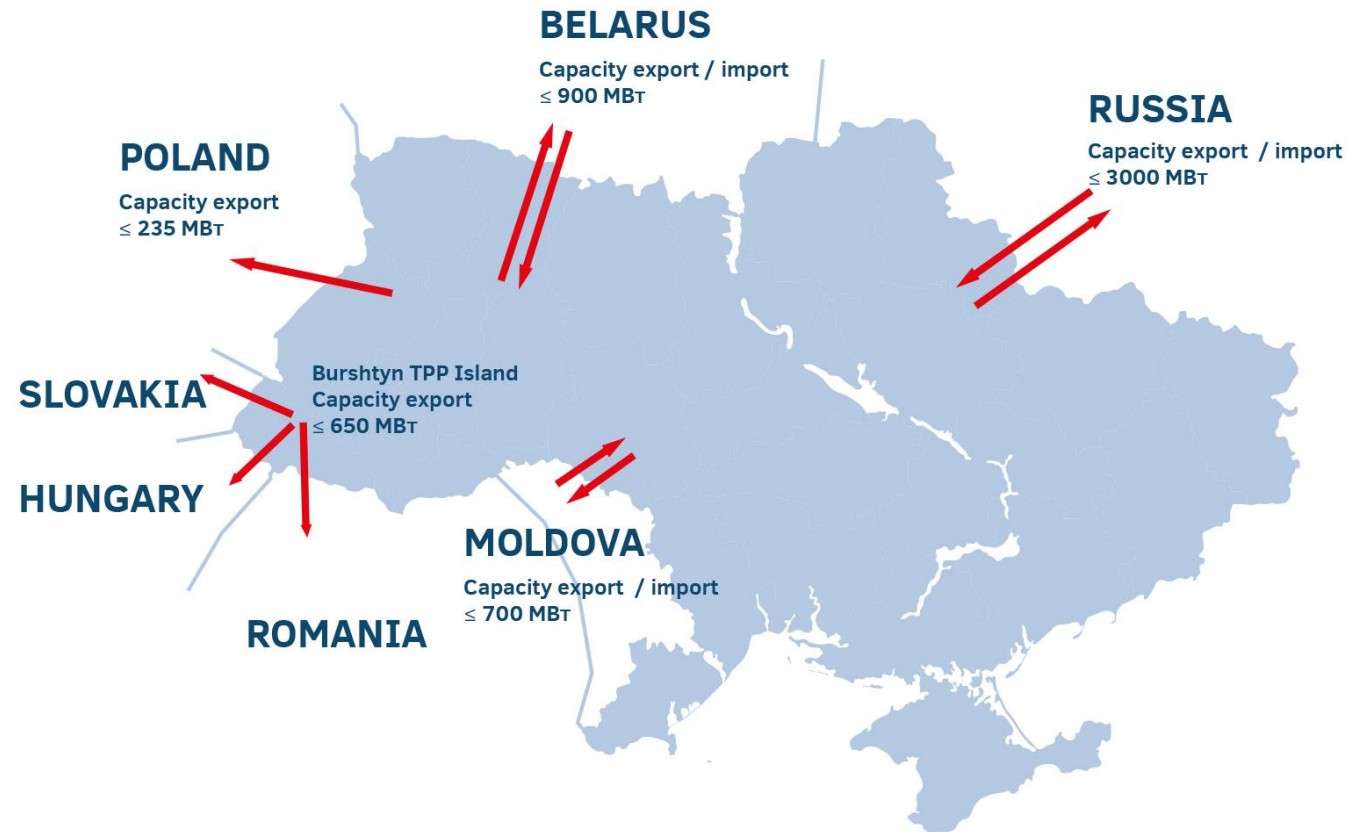 BELARUS
Capacity export / import
≤ 900 МВт
RUSSIA
Capacity export / import
≤ 3000 МВт
POLAND
Capacity export
≤ 235 МВт
Burshtyn TPP Island
Capacity export
≤ 650 МВт
SLOVAKIA
HUNGARY
MOLDOVA
Capacity export / import
≤ 700 МВт
ROMANIA